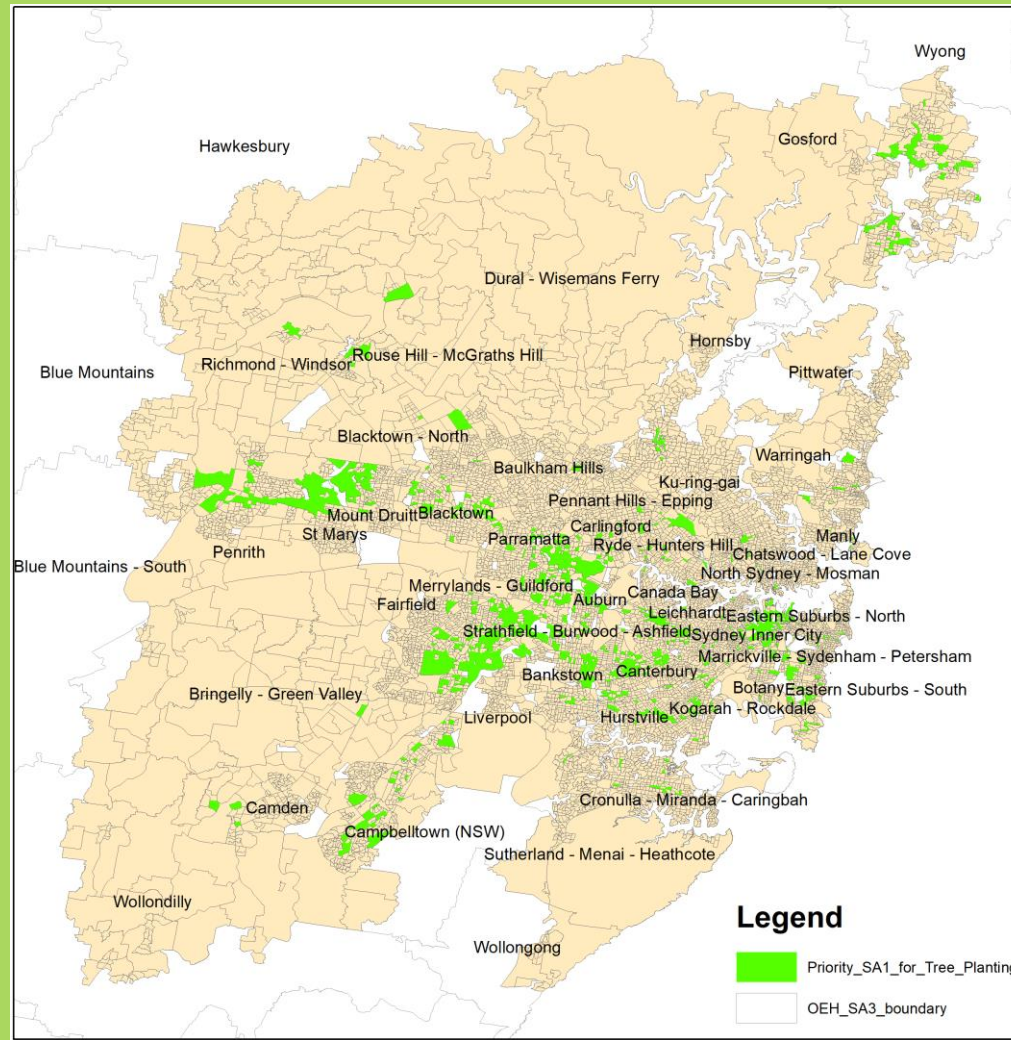 Wyong
Gosford
Hawkesbury
Dural - Wisemans Ferry
Hornsby
Rouse Hill - McGraths Hill
Richmond - Windsor
Blue Mountains
Pittwater
Blacktown - North
Warringah
Baulkham Hills
Ku-ring-gai
Pennant Hills - Epping
Mount Druitt
Blacktown
Carlingford
St Marys
Parramatta
Ryde - Hunters Hill
Manly
Penrith
Chatswood - Lane Cove
Blue Mountains - South
North Sydney - Mosman
Merrylands - Guildford
Canada Bay
Fairfield
Auburn
Leichhardt
Eastern Suburbs - North
Strathfield - Burwood - Ashfield
Sydney Inner City
Marrickville - Sydenham - Petersham
Bankstown
Canterbury
Bringelly - Green Valley
Botany
Eastern Suburbs - South
Kogarah - Rockdale
Liverpool
Hurstville
Cronulla - Miranda - Caringbah
Camden
Campbelltown (NSW)
Sutherland - Menai - Heathcote
Wollondilly
Wollongong
Legend
Priority_SA1_for_Tree_Planting
OEH_SA3_boundary